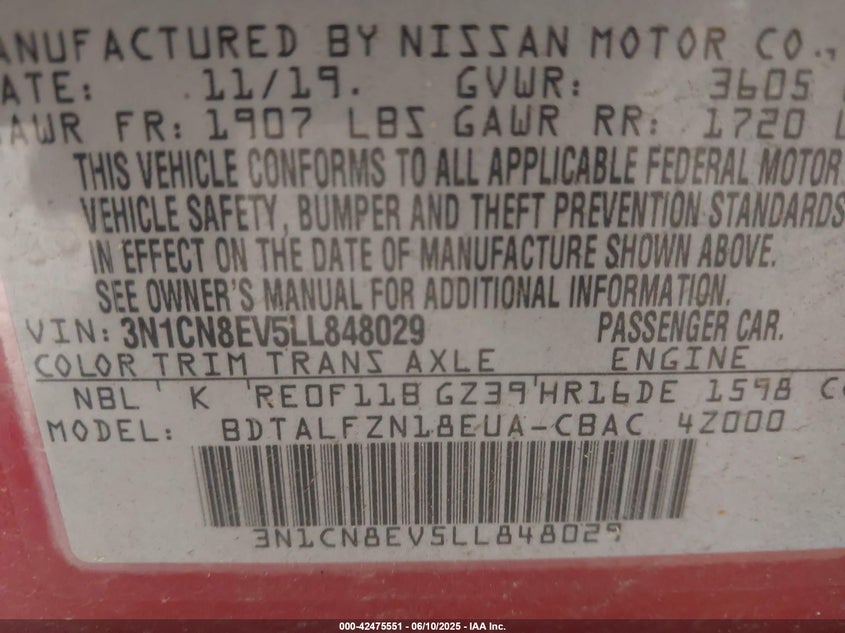 ANUFACTURED BY NISSAN MOTOR CO.,
ATE: 11/19. GVWR: 3605
GAWR FR: 1907 LBS GAWR RR: 1720 L
THIS VEHICLE CONFORMS TO ALL APPLICABLE FEDERAL MOTOR
VEHICLE SAFETY, BUMPER AND THEFT PREVENTION STANDARDS
IN EFFECT ON THE DATE OF MANUFACTURE SHOWN ABOVE.
SEE OWNER'S MANUAL FOR ADDITIONAL INFORMATION.
VIN: 3N1CN8EV5LL848029 PASSENGER CAR.
COLOR TRIM TRANS AXLE ENGINE
NBL K RE0F11B GZ39 HR16DE 1598 C
MODEL: BDTALFZN18EUA-CBAC 4Z000
3N1CN8EV5LL848029
000-42475551 | 06/10/2025 - IAA Inc.